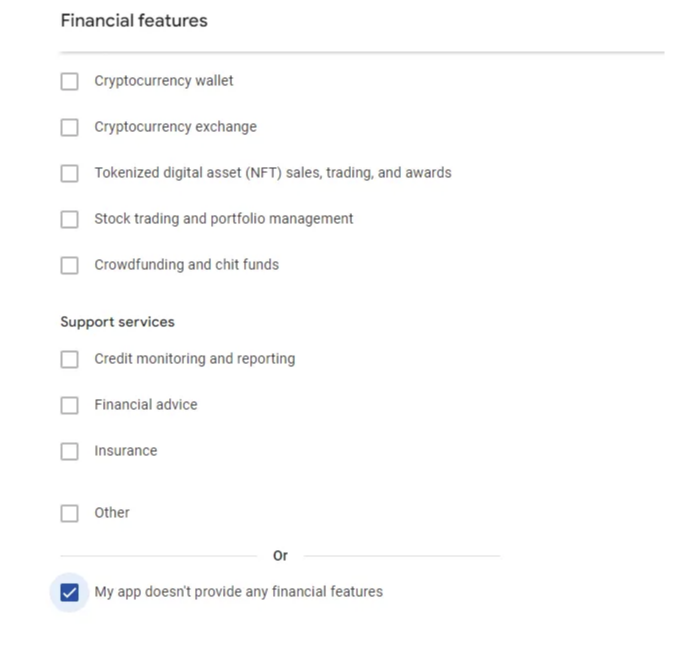 Financial features
Cryptocurrency wallet
Cryptocurrency exchange
Tokenized digital asset (NFT) sales, trading, and awards
Stock trading and portfolio management
Crowdfunding and chit funds
Support services
Credit monitoring and reporting
Financial advice
Insurance
Other
Or
My app doesn't provide any financial features